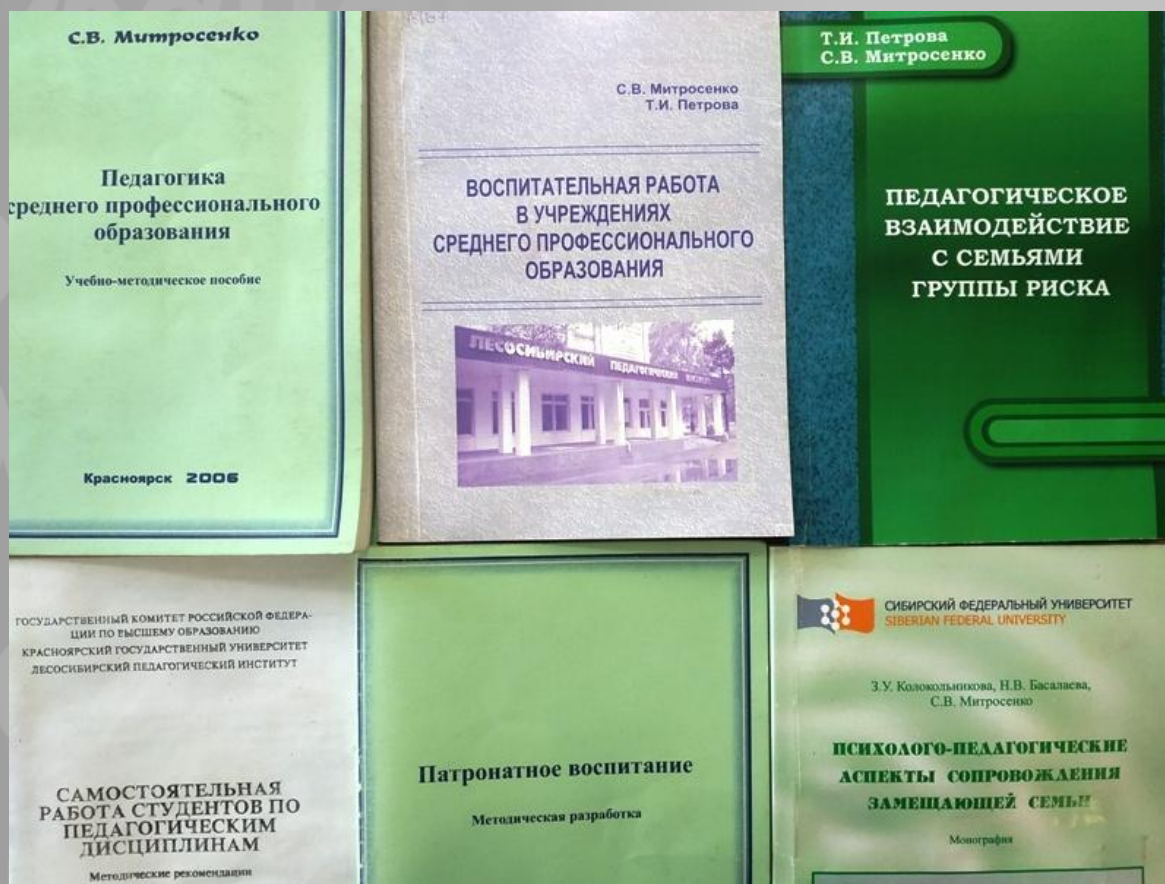 С.В. Митросенко
Педагогика
среднего профессионального
образования
Учебно-методическое пособие
Красноярск 2006
С.В. Митросенко
Т.И. Петрова
ВОСПИТАТЕЛЬНАЯ РАБОТА
В УЧРЕЖДЕНИЯХ
СРЕДНЕГО ПРОФЕССИОНАЛЬНОГО
ОБРАЗОВАНИЯ
ЛЕСОСИБИРСКИЙ ПЕДАГОГИЧЕСКИЙ
Т.И. Петрова
С.В. Митросенко
ПЕДАГОГИЧЕСКОЕ
ВЗАИМОДЕЙСТВИЕ
С СЕМЬЯМИ
ГРУППЫ РИСКА
ГОСУДАРСТВЕННЫЙ КОМИТЕТ РОССИЙСКОЙ ФЕДЕРА-
ЦИИ ПО ВЫСШЕМУ ОБРАЗОВАНИЮ
КРАСНОЯРСКИЙ ГОСУДАРСТВЕННЫЙ УНИВЕРСИТЕТ
ЛЕСОСИБИРСКИЙ ПЕДАГОГИЧЕСКИЙ ИНСТИТУТ
САМОСТОЯТЕЛЬНАЯ
РАБОТА СТУДЕНТОВ ПО
ПЕДАГОГИЧЕСКИМ
ДИСЦИПЛИНАМ
Методические рекомендации
Патронатное воспитание
Методическая разработка
СИБИРСКИЙ ФЕДЕРАЛЬНЫЙ УНИВЕРСИТЕТ
SIBERIAN FEDERAL UNIVERSITY
З.У. Колокольникова, Н.В. Басалаева,
С.В. Митросенко
ПСИХОЛОГО-ПЕДАГОГИЧЕСКИЕ
АСПЕКТЫ СОПРОВОЖДЕНИЯ
ЗАМЕЩАЮЩЕЙ СЕМЬИ
Монография